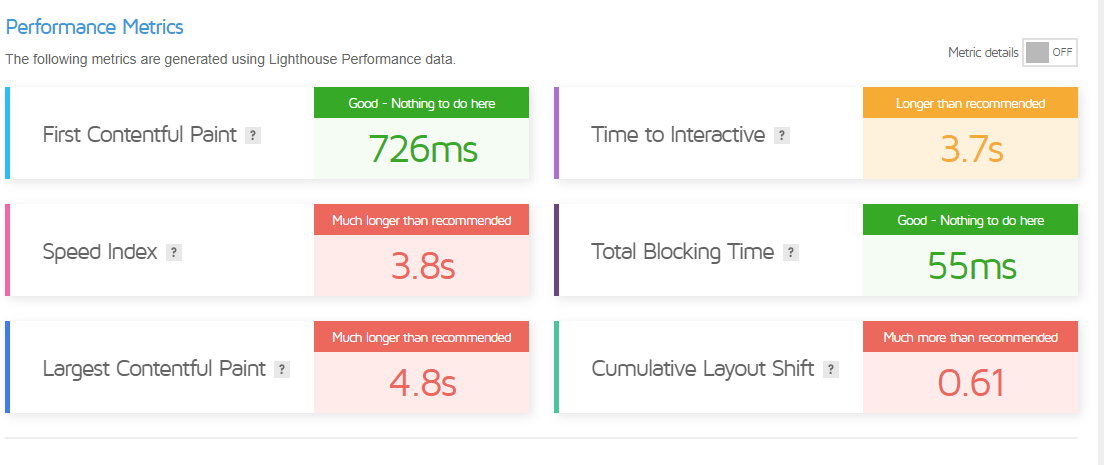 Performance Metrics
The following metrics are generated using Lighthouse Performance data.
Metric details OFF
First Contentful Paint ?
Good - Nothing to do here
726ms
Time to Interactive ?
Longer than recommended
3.7s
Speed Index ?
Much longer than recommended
3.8s
Total Blocking Time ?
Good - Nothing to do here
55ms
Largest Contentful Paint ?
Much longer than recommended
4.8s
Cumulative Layout Shift ?
Much more than recommended
0.61